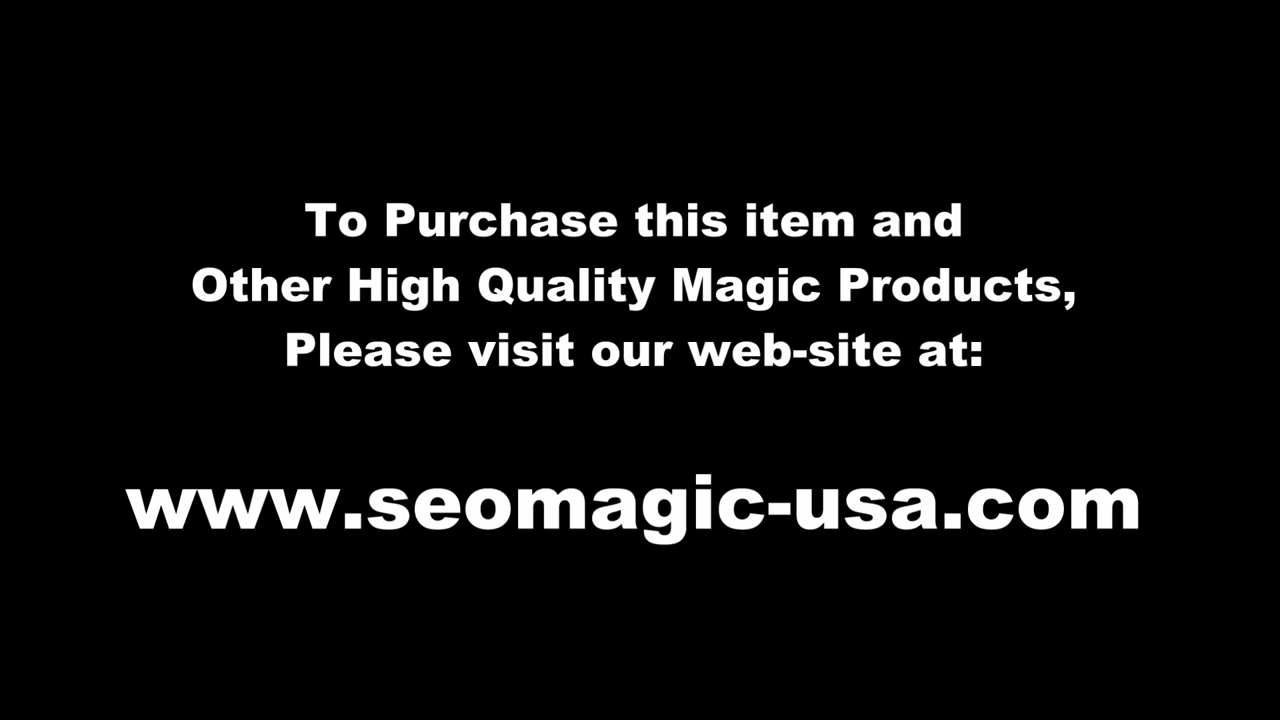 To Purchase this item and
Other High Quality Magic Products,
Please visit our web-site at:
www.seomagic-usa.com